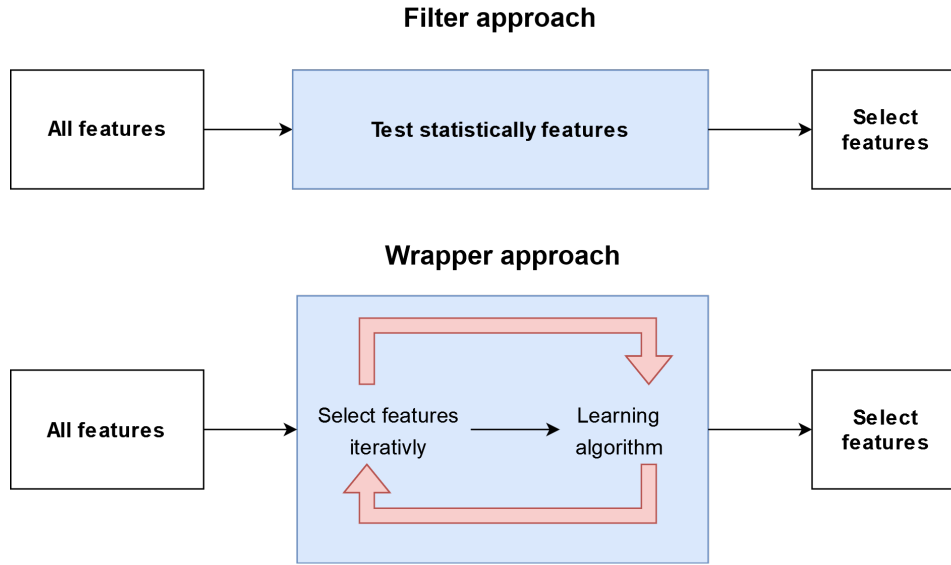 Filter approach
All features
Test statistically features
Select
features
Wrapper approach
All features
Select features
iterativly
Learning
algorithm
Select
features